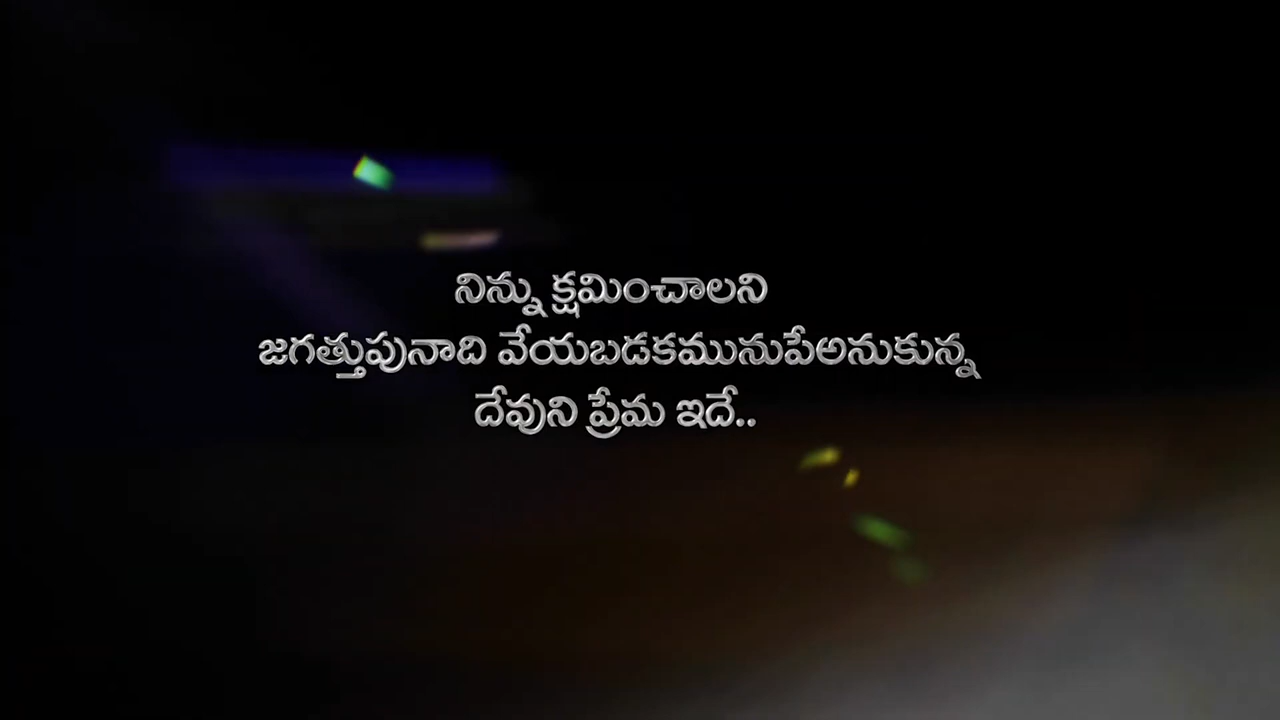 నిన్ను క్షమించాలని
జగత్తుపునాది వేయబడకమునుపేఅనుకున్న
దేవుని ప్రేమ ఇదే..